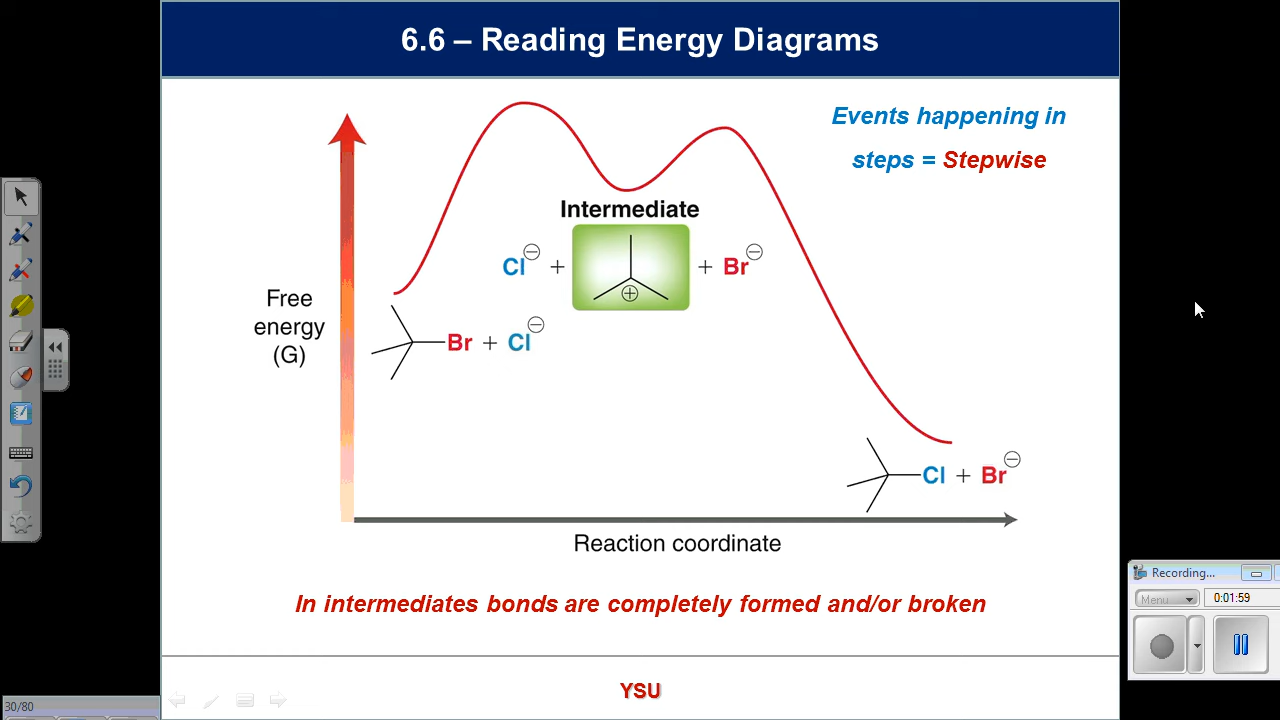 6.6 – Reading Energy Diagrams
Events happening in
steps = Stepwise
Intermediate
Cl⊖ + ⊕ + Br⊖
Free
energy
(G)
Br + Cl⊖
Cl + Br⊖
Reaction coordinate
In intermediates bonds are completely formed and/or broken
YSU
Recording...
Menu
0:01:59
30/80